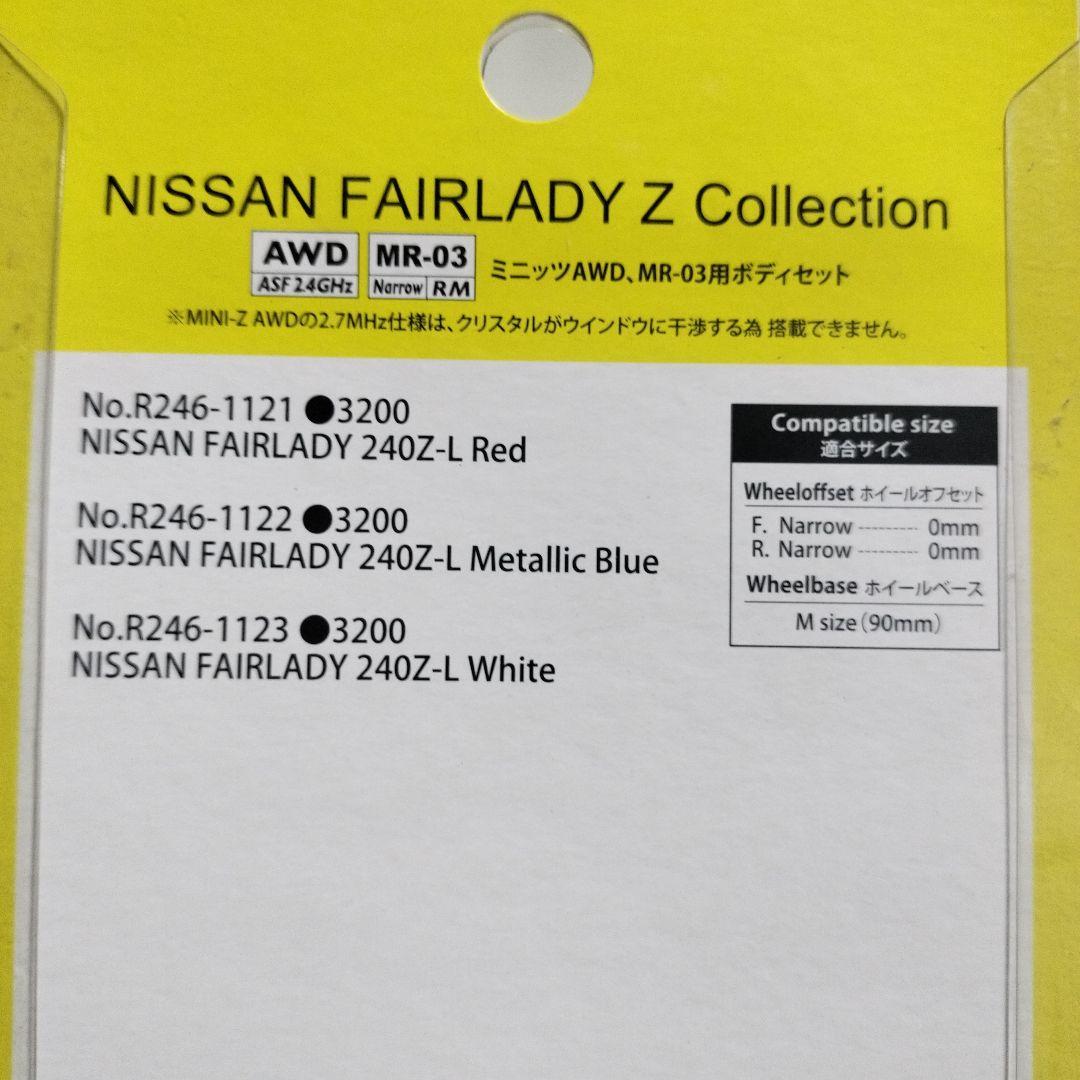 NISSAN FAIRLADY Z Collection
AWD MR-03 ミニッツAWD、MR-03用ボディセット
ASF 2.4GHz Narrow RM
※MINI-Z AWDの2.7MHz仕様は、クリスタルがウインドウに干渉する為 搭載できません。
No.R246-1121 ●3200
NISSAN FAIRLADY 240Z-L Red
No.R246-1122 ●3200
NISSAN FAIRLADY 240Z-L Metallic Blue
No.R246-1123 ●3200
NISSAN FAIRLADY 240Z-L White
Compatible size
適合サイズ
Wheeloffset ホイールオフセット
F. Narrow --------- 0mm
R. Narrow --------- 0mm
Wheelbase ホイールベース
M size（90mm）